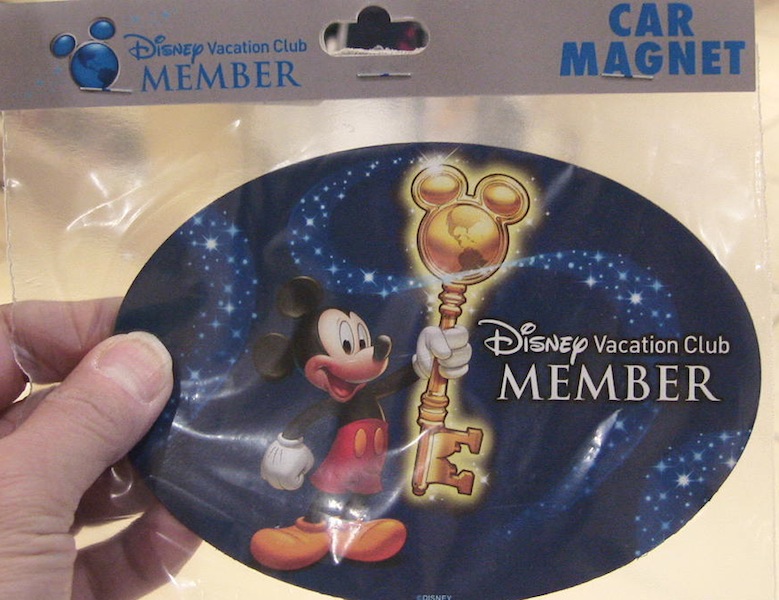 Disney Vacation Club
MEMBER
CAR
MAGNET
Disney Vacation Club
MEMBER
©DISNEY